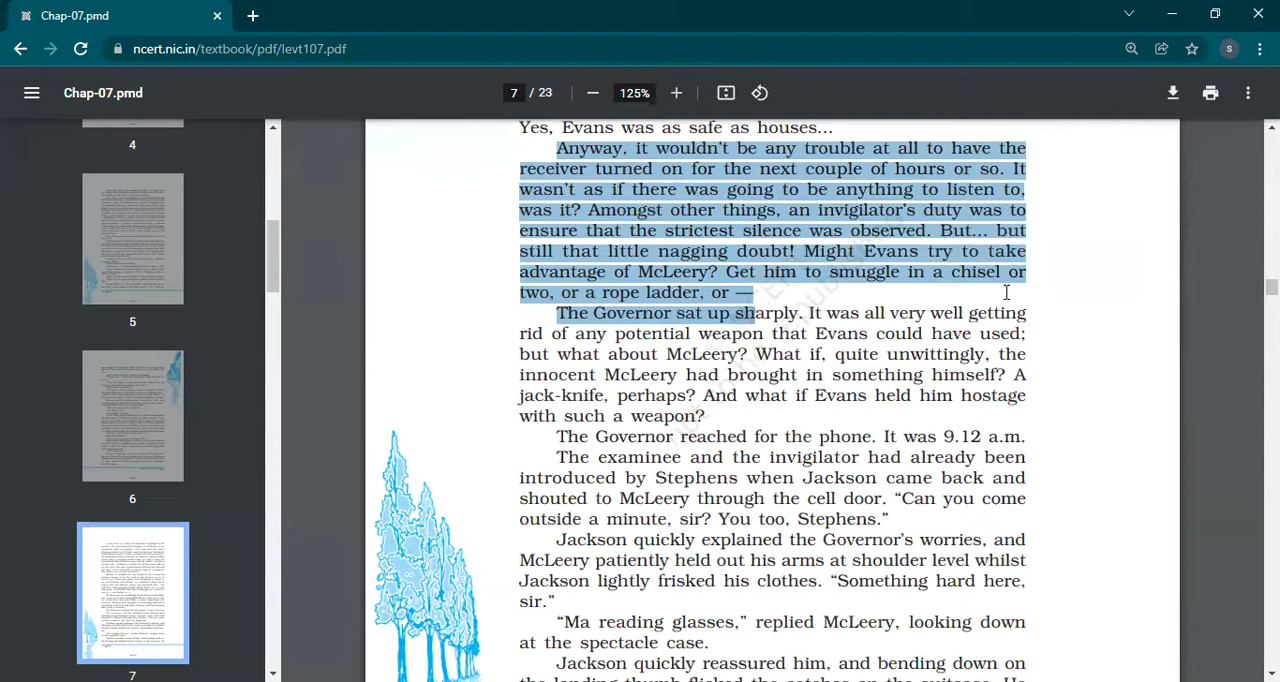 Chap-07.pmd
ncert.nic.in/textbook/pdf/levt107.pdf
S
Chap-07.pmd
7 / 23
125%
4
5
6
7
Yes, Evans was as safe as houses...
Anyway, it wouldn't be any trouble at all to have the
receiver turned on for the next couple of hours or so. It
wasn't as if there was going to be anything to listen to,
was it? Amongst other things, an invigilator's duty was to
ensure that the strictest silence was observed. But... but
still that little nagging doubt! Might Evans try to take
advantage of McLeery? Get him to smuggle in a chisel or
two, or a rope ladder, or —
The Governor sat up sharply. It was all very well getting
rid of any potential weapon that Evans could have used;
but what about McLeery? What if, quite unwittingly, the
innocent McLeery had brought in something himself? A
jack-knife, perhaps? And what if Evans held him hostage
with such a weapon?
The Governor reached for the phone. It was 9.12 a.m.
The examinee and the invigilator had already been
introduced by Stephens when Jackson came back and
shouted to McLeery through the cell door. “Can you come
outside a minute, sir? You too, Stephens.”
Jackson quickly explained the Governor's worries, and
McLeery patiently held out his arms at shoulder level whilst
Jackson lightly frisked his clothes. “Something hard here,
sir.”
“Ma reading glasses,” replied McLeery, looking down
at the spectacle case.
Jackson quickly reassured him, and bending down on
the landing thumb-flicked the catches on the suitcase. He